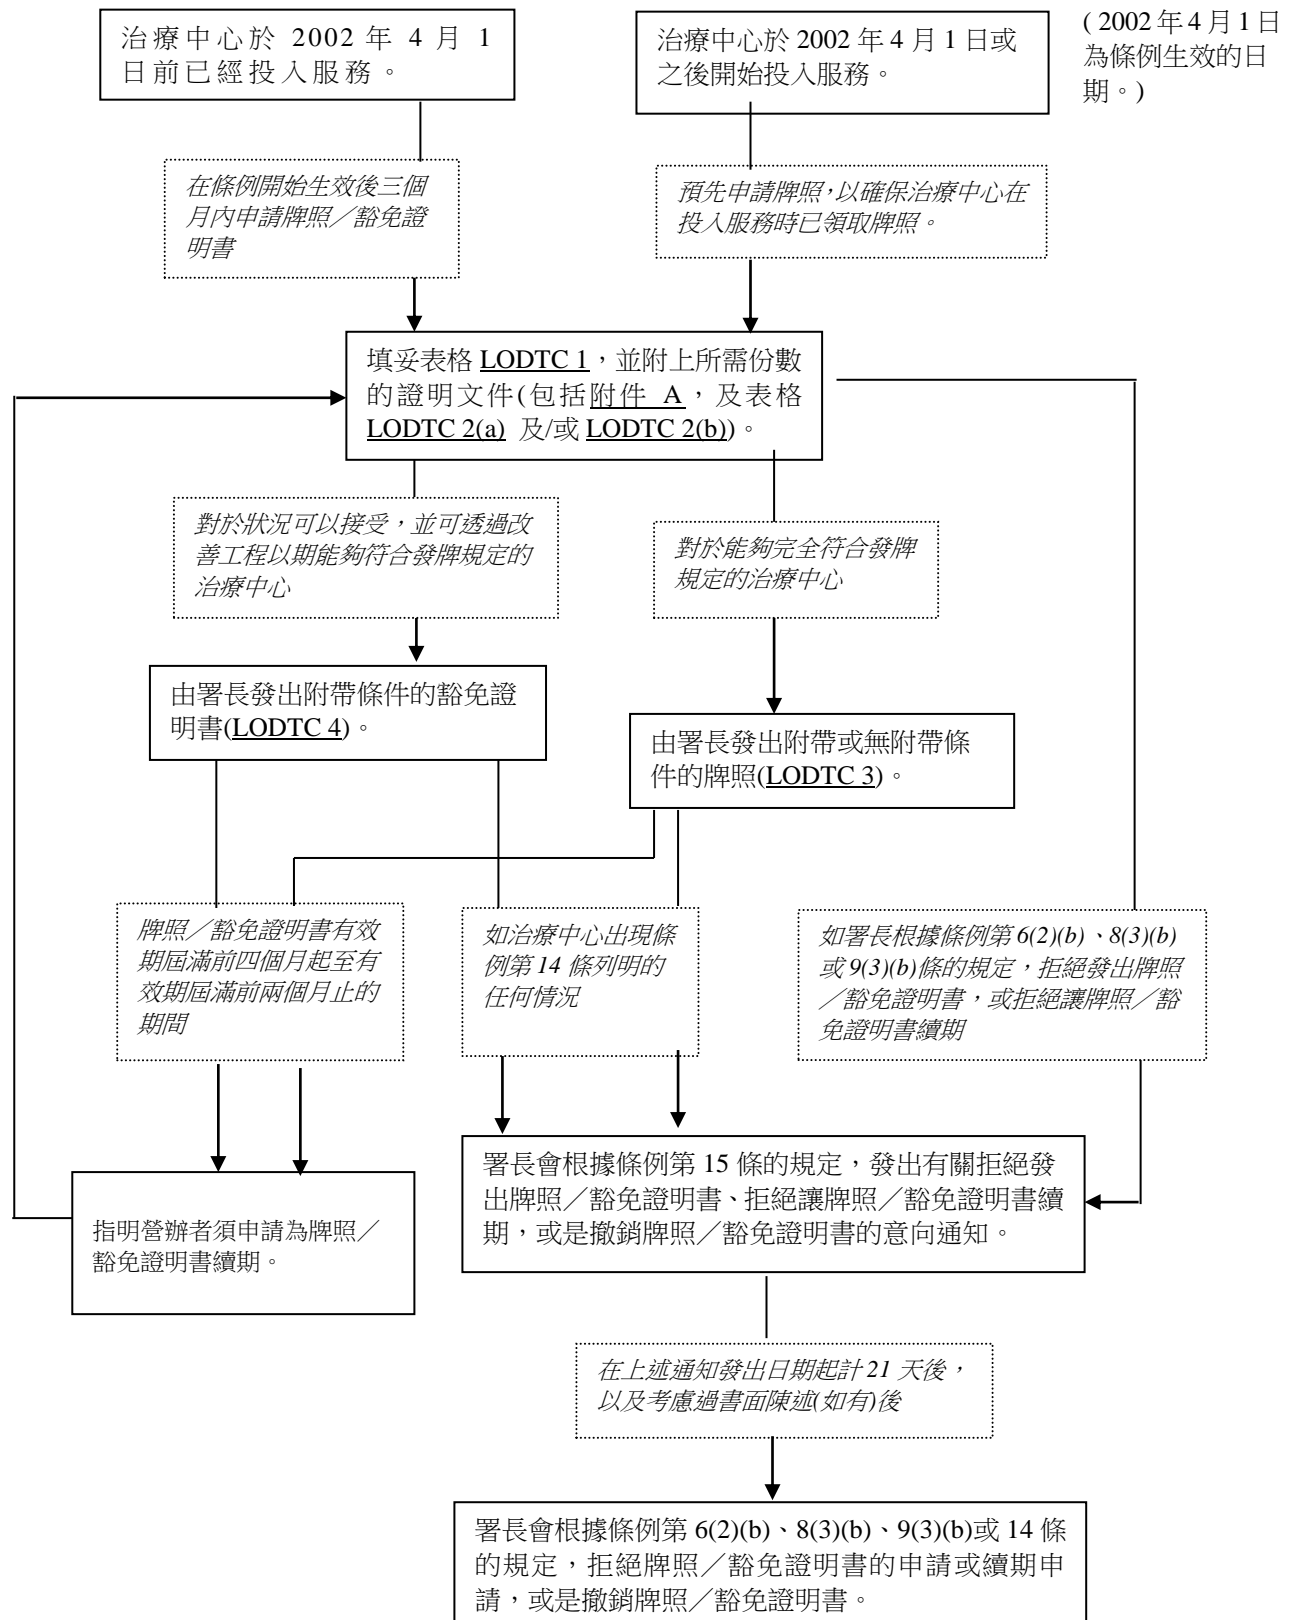 治療中心於 2002 年 4 月 1
日前已經投入服務。
治療中心於 2002 年 4 月 1 日或
之後開始投入服務。
( 2002 年 4 月 1 日
為條例生效的日
期。)
在條例開始生效後三個
月內申請牌照／豁免證
明書
預先申請牌照，以確保治療中心在
投入服務時已領取牌照。
填妥表格 LODTC 1，並附上所需份數
的證明文件(包括附件 A，及表格
LODTC 2(a) 及/或 LODTC 2(b))。
對於狀況可以接受，並可透過改
善工程以期能夠符合發牌規定的
治療中心
對於能夠完全符合發牌
規定的治療中心
由署長發出附帶條件的豁免證
明書(LODTC 4)。
由署長發出附帶或無附帶條
件的牌照(LODTC 3)。
牌照／豁免證明書有效
期屆滿前四個月起至有
效期屆滿前兩個月止的
期間
如治療中心出現條
例第 14 條列明的
任何情況
如署長根據條例第 6(2)(b)、8(3)(b)
或 9(3)(b)條的規定，拒絕發出牌照
／豁免證明書，或拒絕讓牌照／豁
免證明書續期
署長會根據條例第 15 條的規定，發出有關拒絕發
出牌照／豁免證明書、拒絕讓牌照／豁免證明書續
期，或是撤銷牌照／豁免證明書的意向通知。
指明營辦者須申請為牌照／
豁免證明書續期。
在上述通知發出日期起計 21 天後，
以及考慮過書面陳述(如有)後
署長會根據條例第 6(2)(b)、8(3)(b)、9(3)(b)或 14 條
的規定，拒絕牌照／豁免證明書的申請或續期申
請，或是撤銷牌照／豁免證明書。